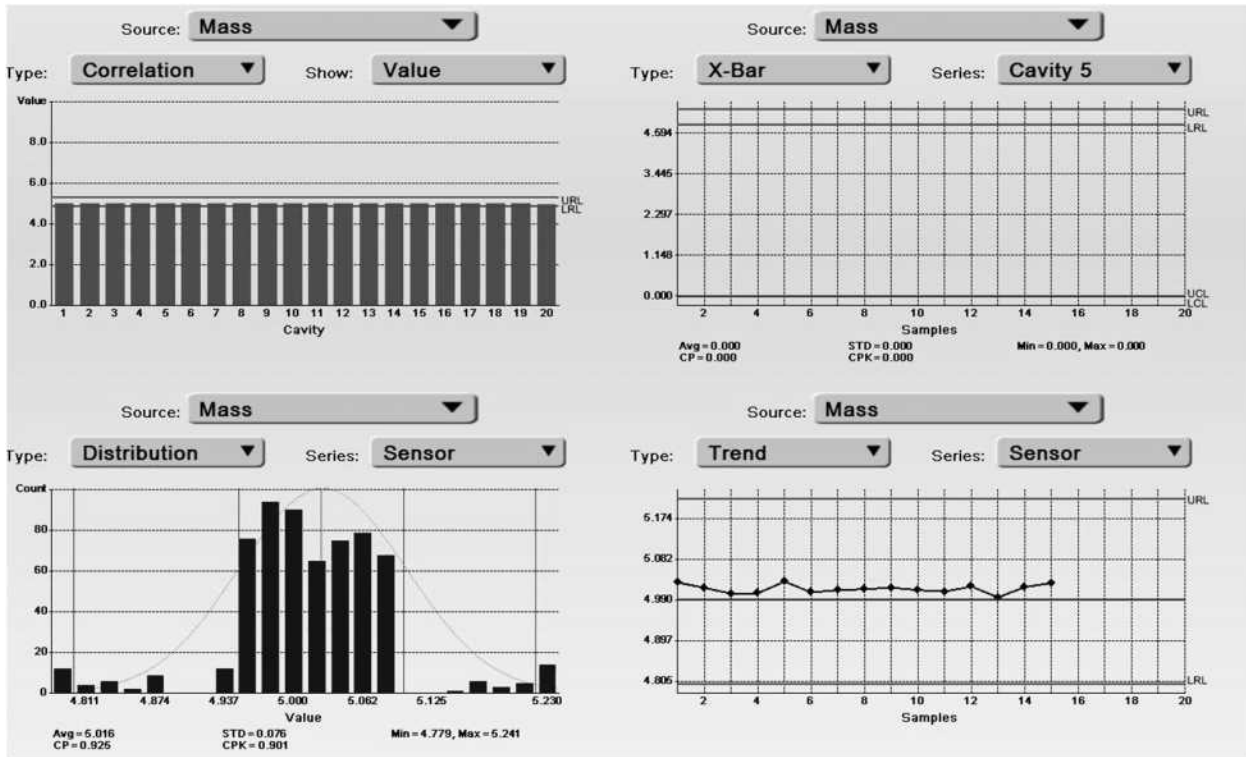 Source: Mass
Type: Correlation Show: Value
Value
8.0
6.0
URL
LRL
4.0
2.0
0.0
1 2 3 4 5 6 7 8 9 10 11 12 13 14 15 16 17 18 19 20
Cavity
Source: Mass
Type: X-Bar Series: Cavity 5
URL
LRL
4.594
3.445
2.297
1.148
0.000
UCL
LCL
2 4 6 8 10 12 14 16 18 20
Samples
Avg=0.000 STD=0.000 Min=0.000, Max=0.000
CP=0.000 CPK=0.000
Source: Mass
Type: Distribution Series: Sensor
Count
80
60
40
20
0
4.811 4.874 4.937 5.000 5.062 5.125 5.230
Value
Avg=5.016 STD=0.076 Min=4.779, Max=5.241
CP=0.925 CPK=0.901
Source: Mass
Type: Trend Series: Sensor
URL
5.174
5.082
4.990
4.897
4.805
LRL
2 4 6 8 10 12 14 16 18 20
Samples